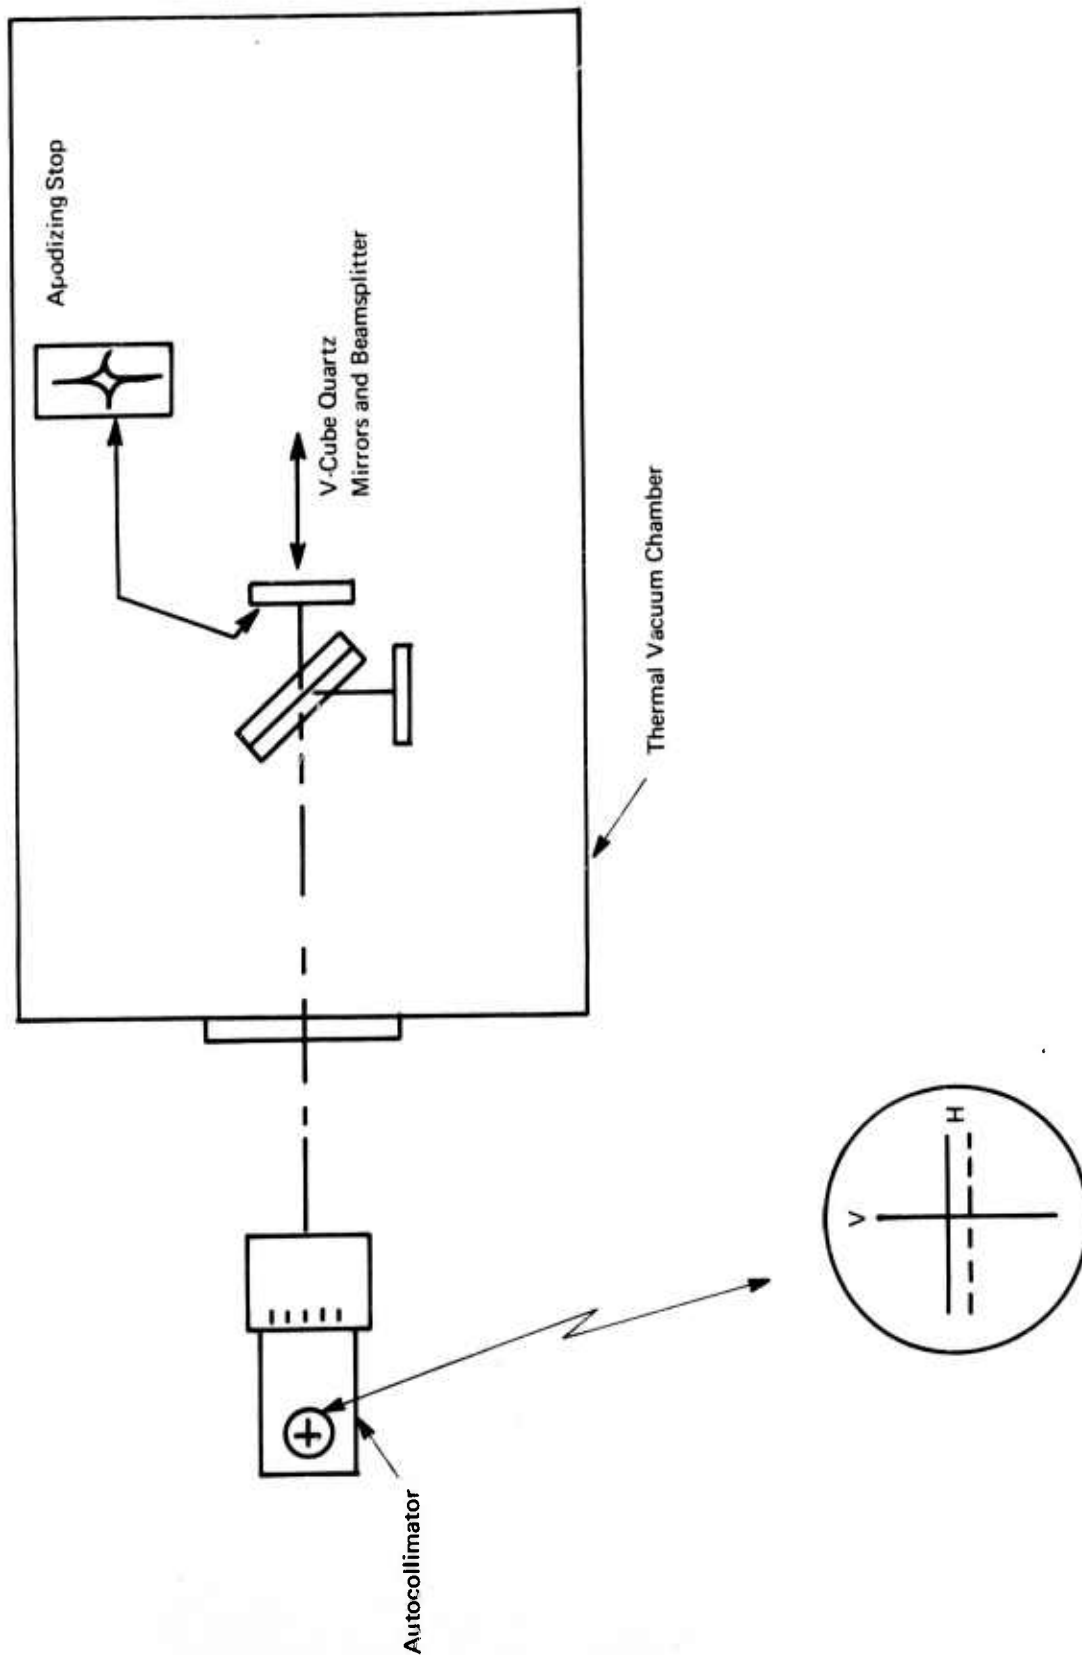 Apodizing Stop
V-Cube Quartz
Mirrors and Beamsplitter
Thermal Vacuum Chamber
Autocollimator
V
H